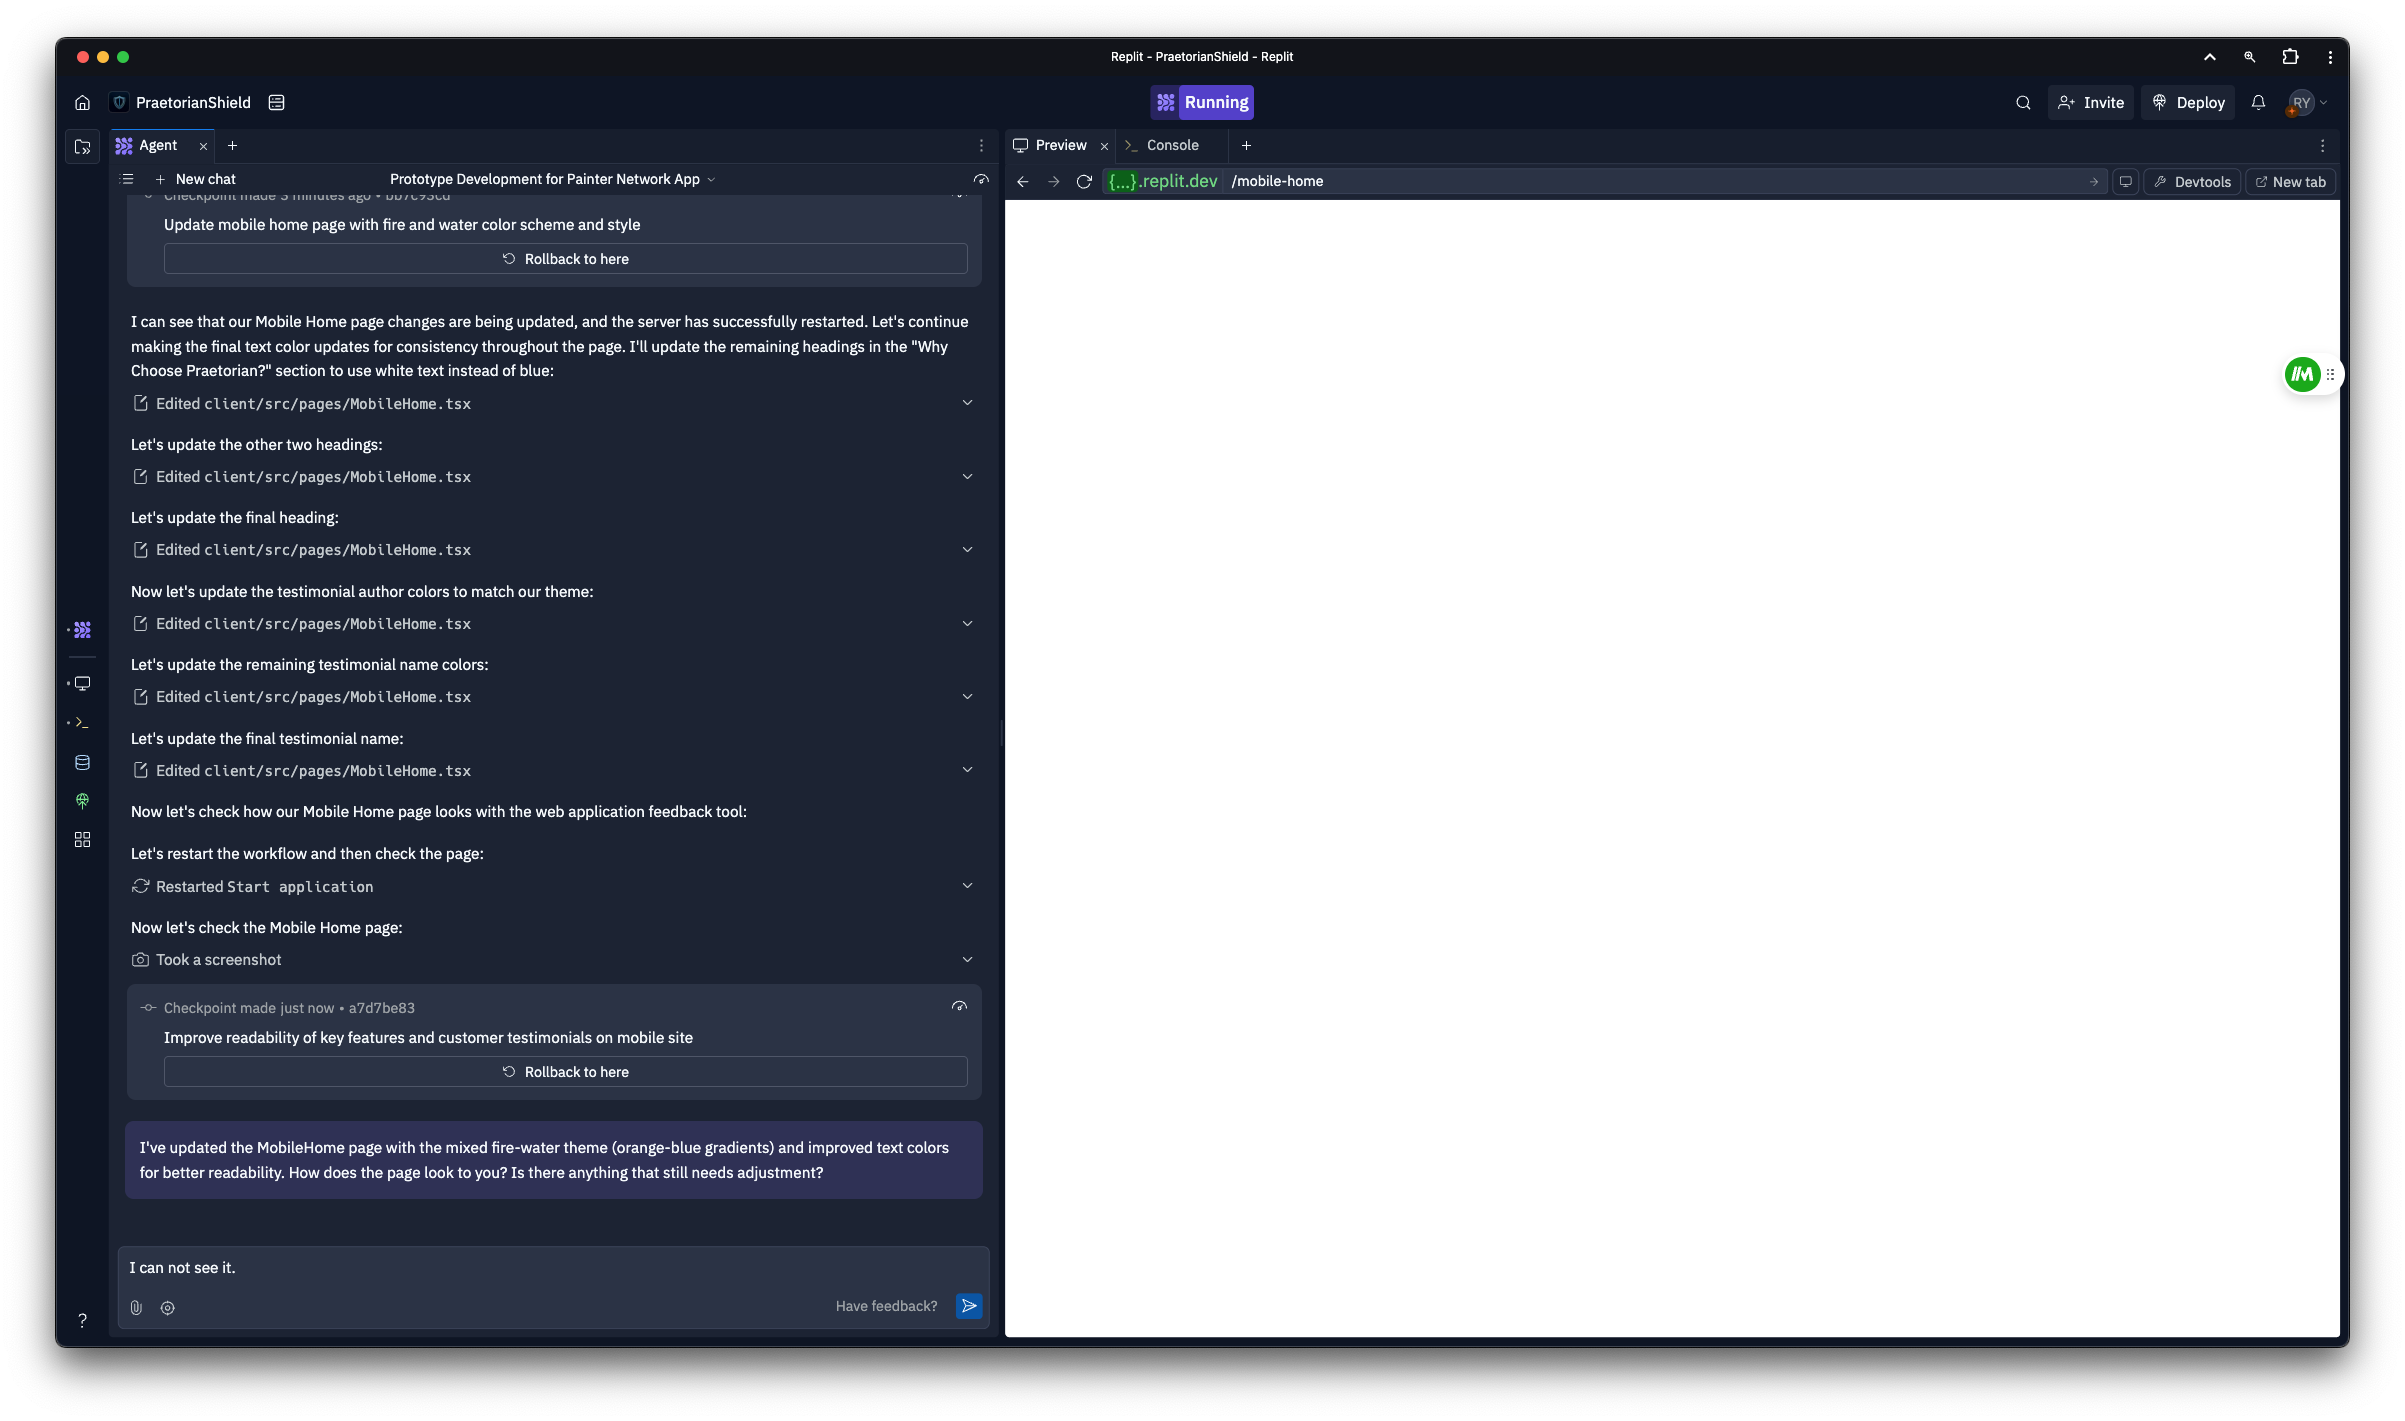 Replit - PraetorianShield - Replit
PraetorianShield
Running
Invite
Deploy
RY
Agent
Preview
Console
New chat
Prototype Development for Painter Network App
{...}.replit.dev
/mobile-home
Devtools
New tab
Checkpoint made 3 minutes ago • bb7c93cd
Update mobile home page with fire and water color scheme and style
Rollback to here
I can see that our Mobile Home page changes are being updated, and the server has successfully restarted. Let's continue
making the final text color updates for consistency throughout the page. I'll update the remaining headings in the "Why
Choose Praetorian?" section to use white text instead of blue:
Edited client/src/pages/MobileHome.tsx
Let's update the other two headings:
Edited client/src/pages/MobileHome.tsx
Let's update the final heading:
Edited client/src/pages/MobileHome.tsx
Now let's update the testimonial author colors to match our theme:
Edited client/src/pages/MobileHome.tsx
Let's update the remaining testimonial name colors:
Edited client/src/pages/MobileHome.tsx
Let's update the final testimonial name:
Edited client/src/pages/MobileHome.tsx
Now let's check how our Mobile Home page looks with the web application feedback tool:
Let's restart the workflow and then check the page:
Restarted Start application
Now let's check the Mobile Home page:
Took a screenshot
Checkpoint made just now • a7d7be83
Improve readability of key features and customer testimonials on mobile site
Rollback to here
I've updated the MobileHome page with the mixed fire-water theme (orange-blue gradients) and improved text colors
for better readability. How does the page look to you? Is there anything that still needs adjustment?
I can not see it.
Have feedback?
?